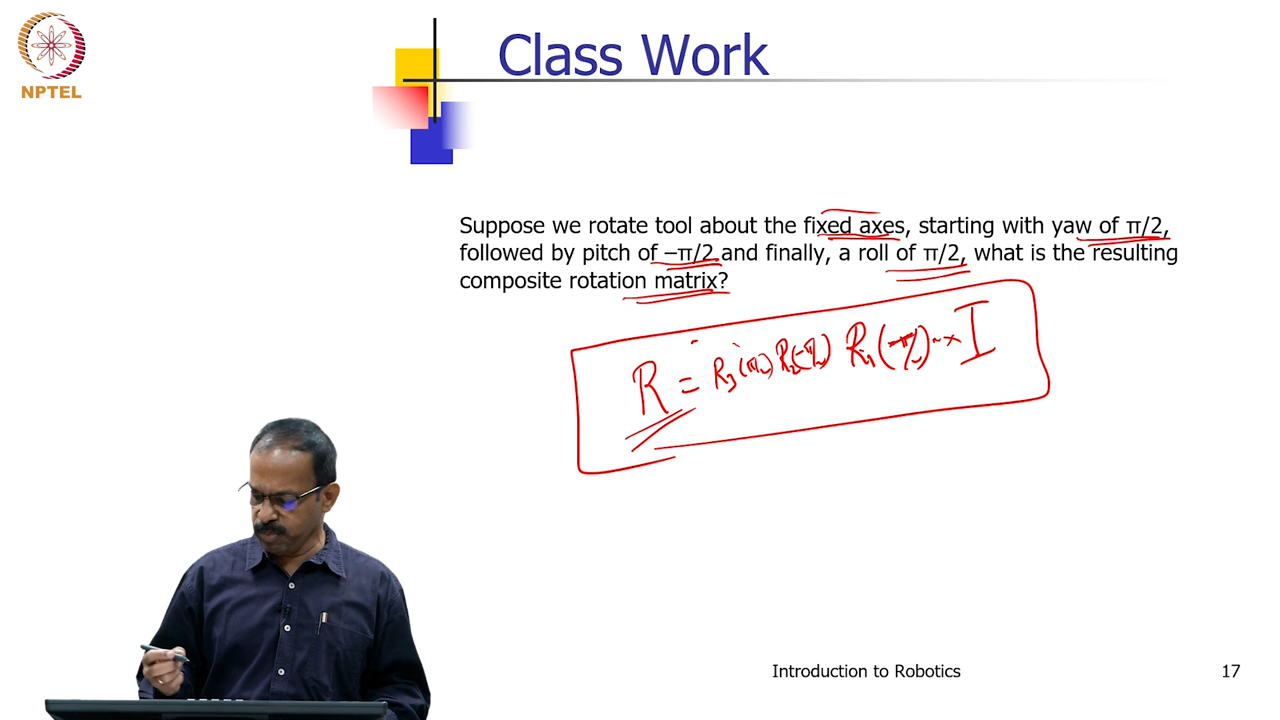 NPTEL
Class Work
Suppose we rotate tool about the fixed axes, starting with yaw of π/2,
followed by pitch of –π/2 and finally, a roll of π/2, what is the resulting
composite rotation matrix?
R = R₃(π/2) R₂(-π/2) R₁(-π/2) × I
Introduction to Robotics 17